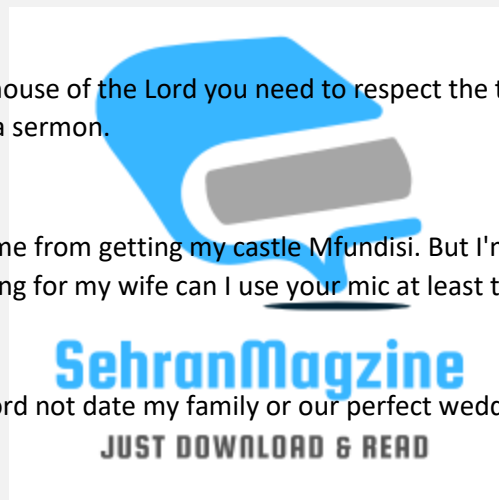 house of the Lord you need to respect the t
a sermon.
me from getting my castle Mfundisi. But I'm
ng for my wife can I use your mic at least t
SehranMagzine
ord not date my family or our perfect wedd
JUST DOWNLOAD & READ